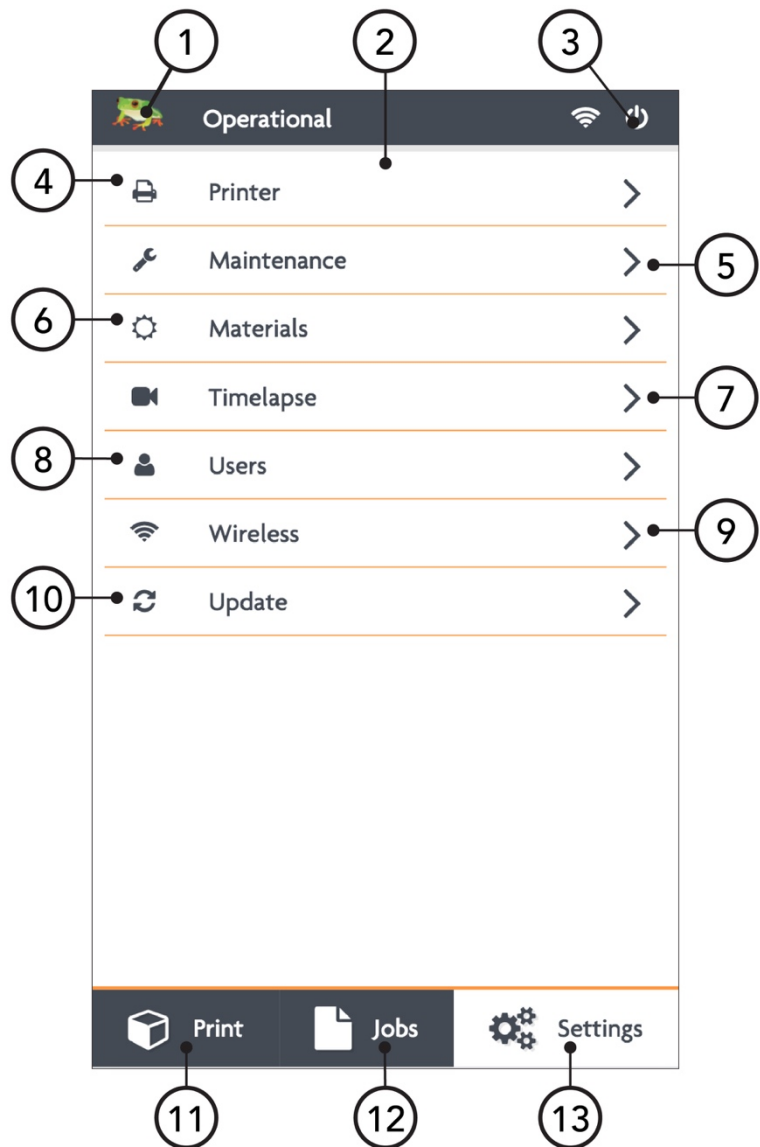 1 2 3
Operational
4 Printer
Maintenance 5
6 Materials
Timelapse 7
8 Users
Wireless 9
10 Update
Print Jobs Settings
11 12 13